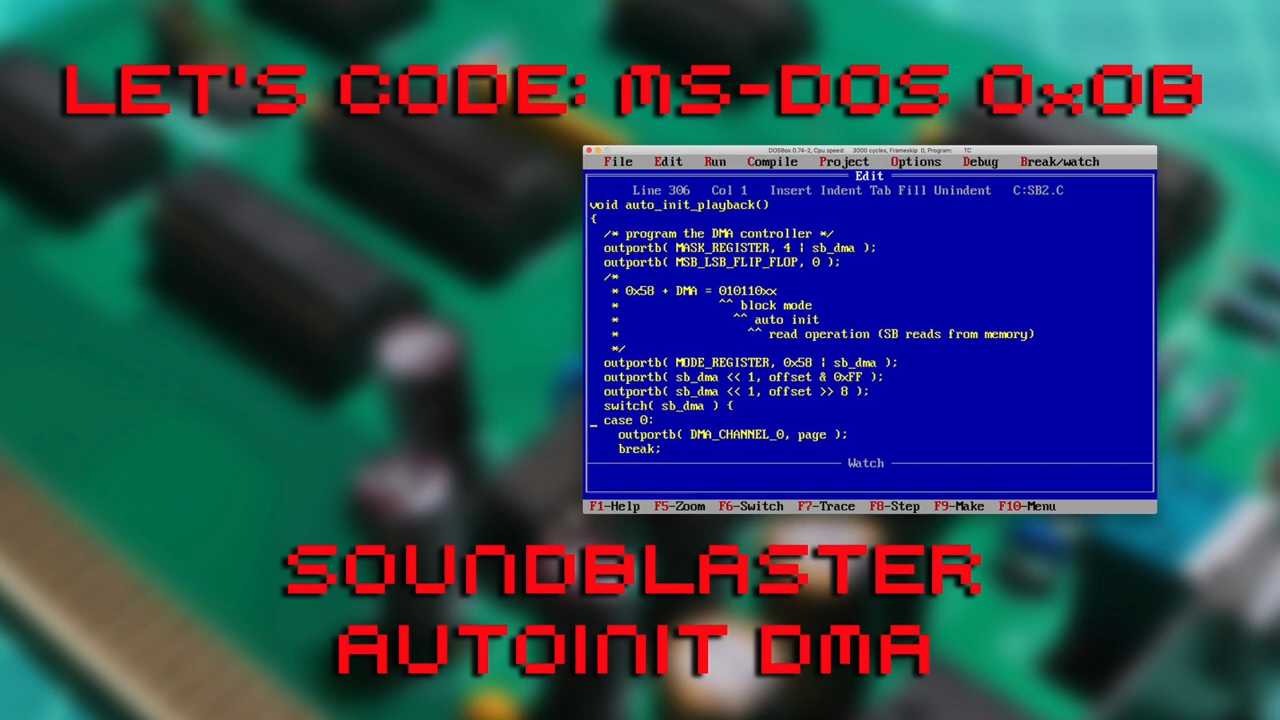 LET'S CODE: MS-DOS 0x0B
DOSBox 0.74-2, Cpu speed: 3000 cycles, Frameskip 0, Program: TC
File Edit Run Compile Project Options Debug Break/watch
Edit
Line 306 Col 1 Insert Indent Tab Fill Unindent C:SB2.C
void auto_init_playback()
{
/* program the DMA controller */
outportb( MASK_REGISTER, 4 | sb_dma );
outportb( MSB_LSB_FLIP_FLOP, 0 );
/*
* 0x58 + DMA = 010110xx
* ^^ block mode
* ^^ auto init
* ^^ read operation (SB reads from memory)
*/
outportb( MODE_REGISTER, 0x58 | sb_dma );
outportb( sb_dma << 1, offset & 0xFF );
outportb( sb_dma << 1, offset >> 8 );
switch( sb_dma ) {
case 0:
outportb( DMA_CHANNEL_0, page );
break;
Watch
F1-Help F5-Zoom F6-Switch F7-Trace F8-Step F9-Make F10-Menu
SOUNDBLASTER
AUTOINIT DMA